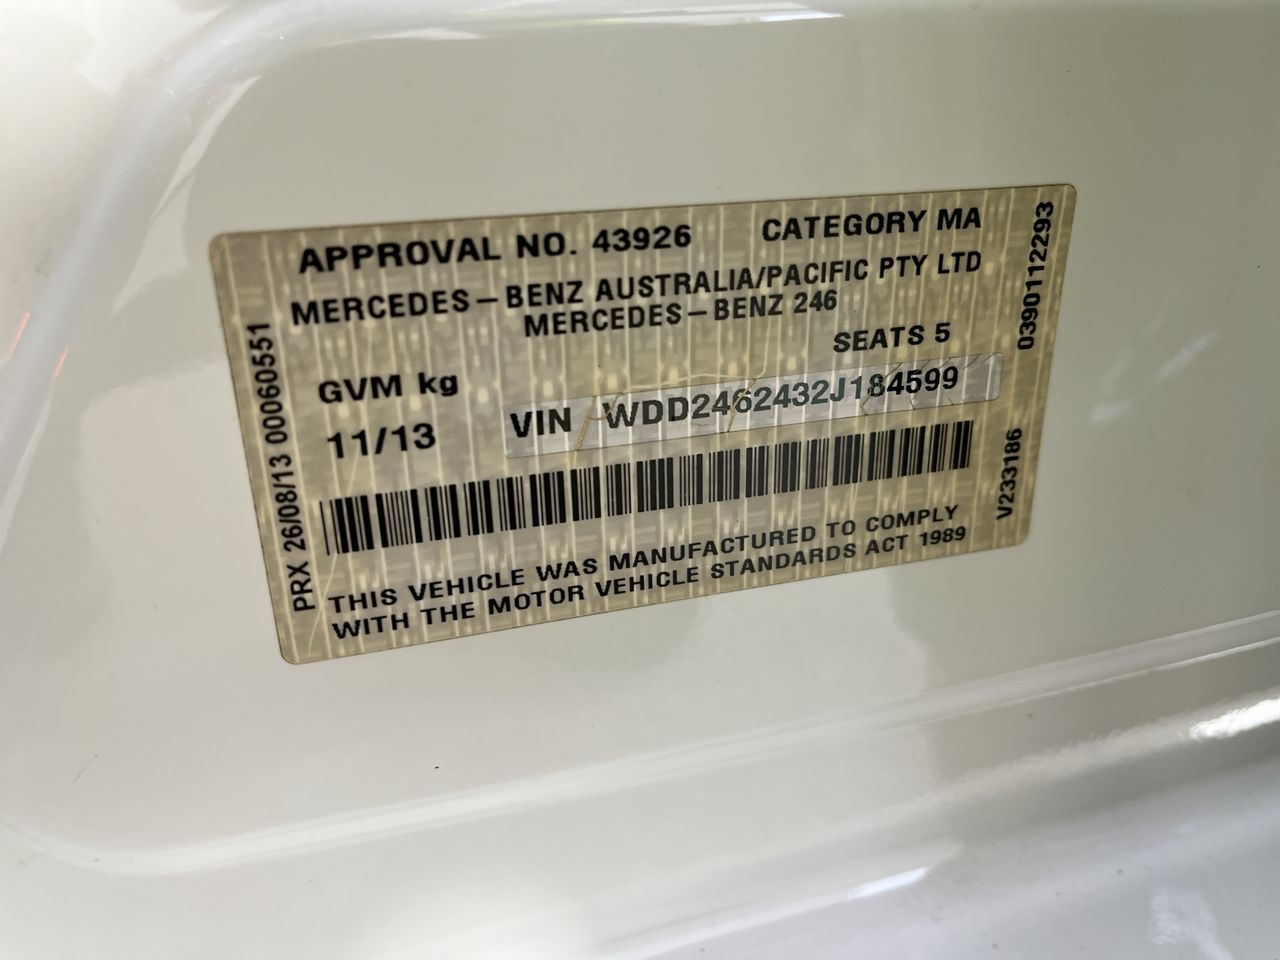 APPROVAL NO. 43926 CATEGORY MA
MERCEDES-BENZ AUSTRALIA/PACIFIC PTY LTD
MERCEDES-BENZ 246
SEATS 5
GVM kg
11/13 VIN WDD2462432J184599
THIS VEHICLE WAS MANUFACTURED TO COMPLY
WITH THE MOTOR VEHICLE STANDARDS ACT 1989
PRX 26/08/13 00060551
0390112293
V233186